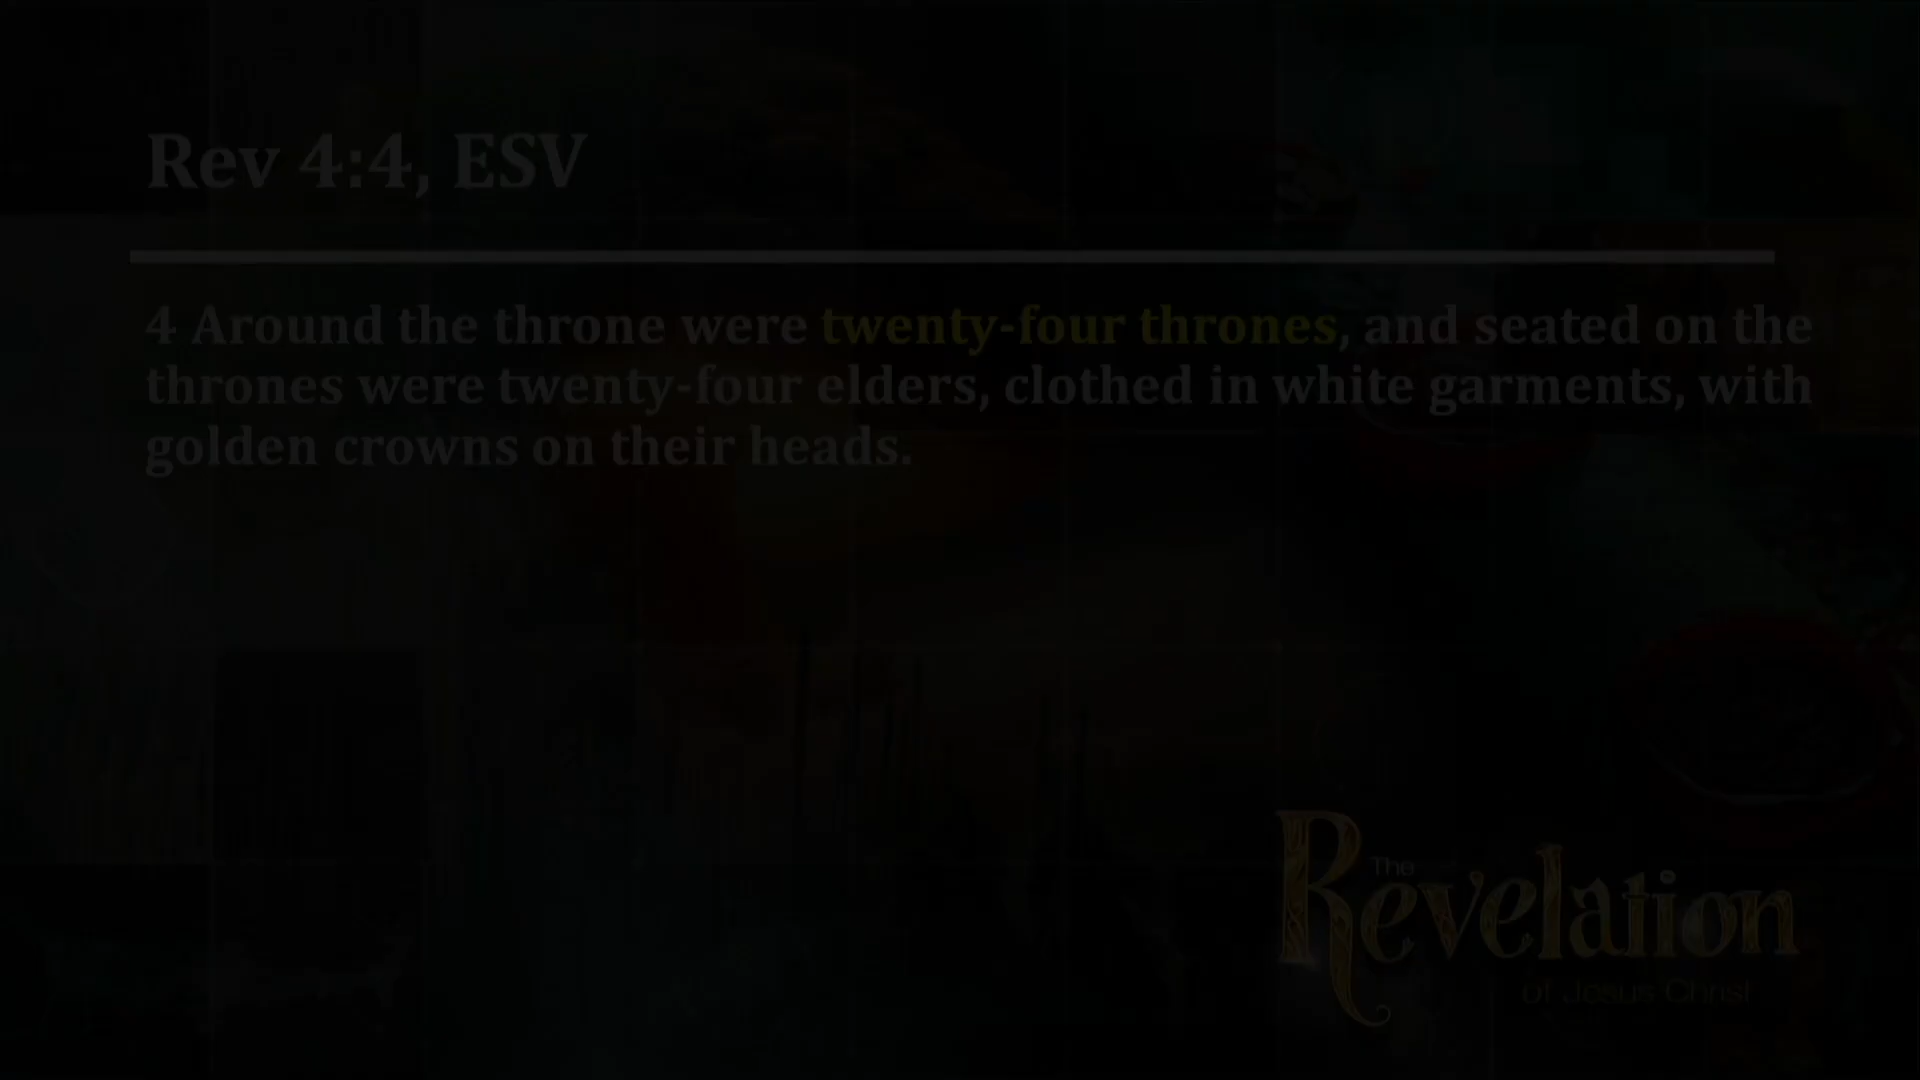 Rev 4:4, ESV
4 Around the throne were twenty-four thrones, and seated on the
thrones were twenty-four elders, clothed in white garments, with
golden crowns on their heads.
The
Revelation
of Jesus Christ